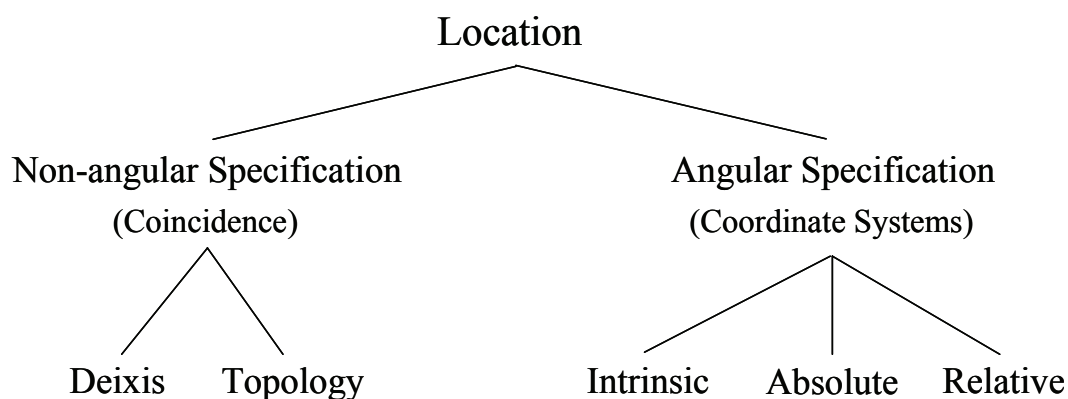 Location
Non-angular Specification
Angular Specification
(Coincidence)
(Coordinate Systems)
Deixis
Topology
Intrinsic
Absolute
Relative